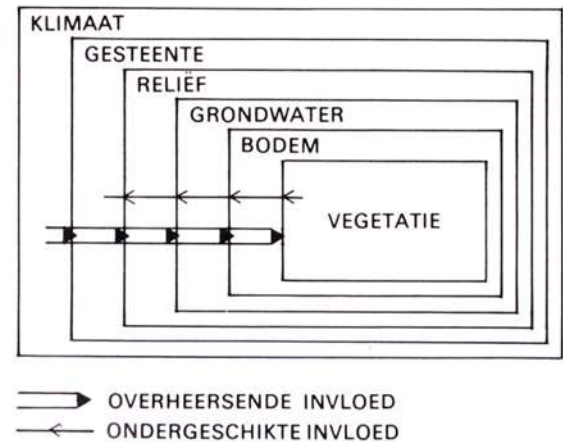 KLIMAAT
GESTEENTE
RELIËF
GRONDWATER
BODEM
VEGETATIE
OVERHEERSENDE INVLOED
ONDERGESCHIKTE INVLOED